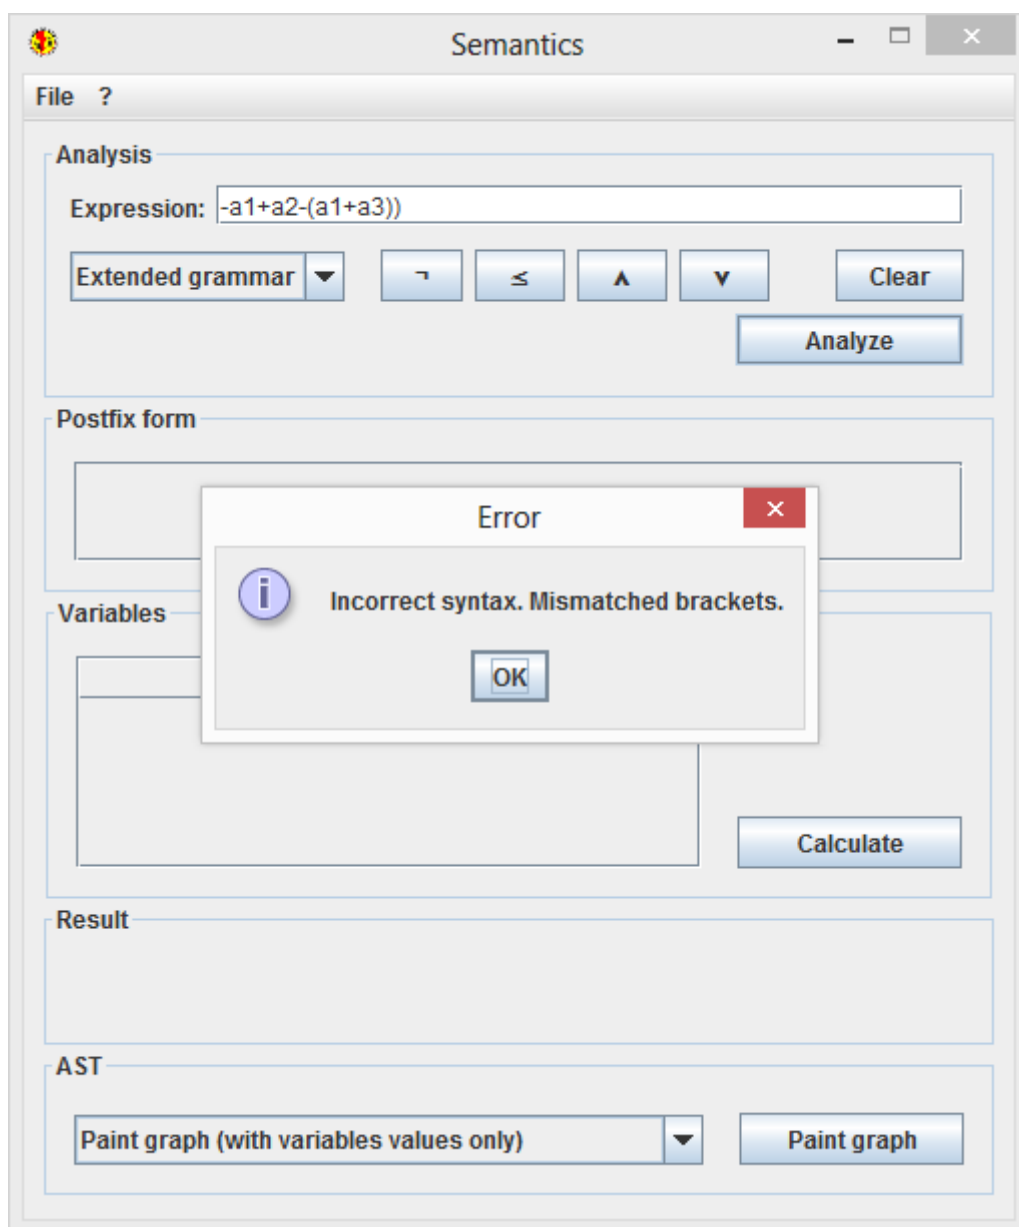 Semantics
File ?
Analysis
Expression: -a1+a2-(a1+a3))
Extended grammar ¬ ≤ ∧ ∨ Clear
Analyze
Postfix form
Error
Incorrect syntax. Mismatched brackets.
OK
Variables
Calculate
Result
AST
Paint graph (with variables values only) Paint graph